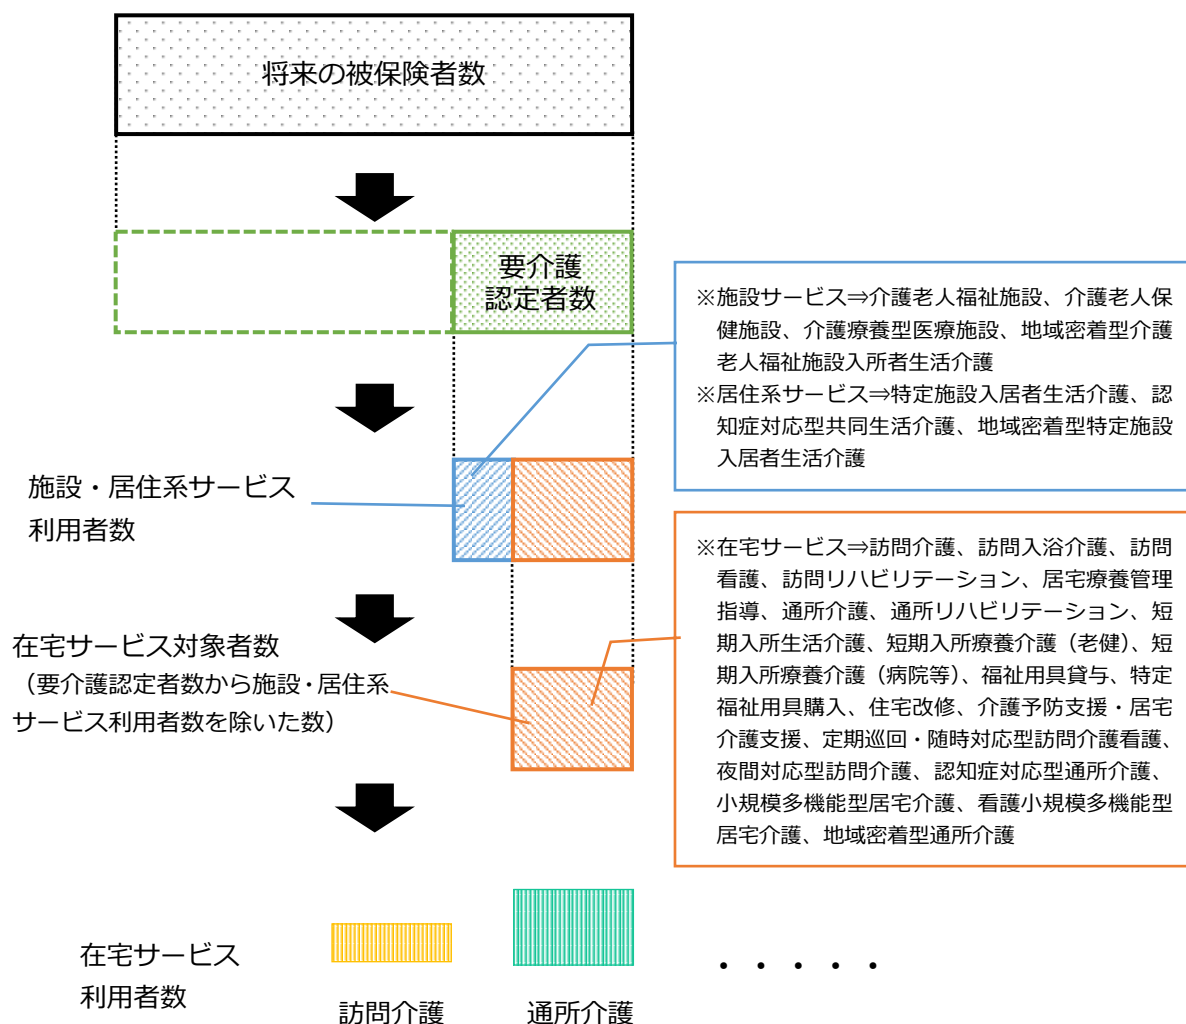 将来の被保険者数
要介護
認定者数
※施設サービス⇒介護老人福祉施設、介護老人保
健施設、介護療養型医療施設、地域密着型介護
老人福祉施設入所者生活介護
※居住系サービス⇒特定施設入居者生活介護、認
知症対応型共同生活介護、地域密着型特定施設
入居者生活介護
施設・居住系サービス
利用者数
※在宅サービス⇒訪問介護、訪問入浴介護、訪問
看護、訪問リハビリテーション、居宅療養管理
指導、通所介護、通所リハビリテーション、短
期入所生活介護、短期入所療養介護（老健）、短
期入所療養介護（病院等）、福祉用具貸与、特定
福祉用具購入、住宅改修、介護予防支援・居宅
介護支援、定期巡回・随時対応型訪問介護看護、
夜間対応型訪問介護、認知症対応型通所介護、
小規模多機能型居宅介護、看護小規模多機能型
居宅介護、地域密着型通所介護
在宅サービス対象者数
（要介護認定者数から施設・居住系
サービス利用者数を除いた数）
在宅サービス
利用者数
訪問介護
通所介護
・・・・・